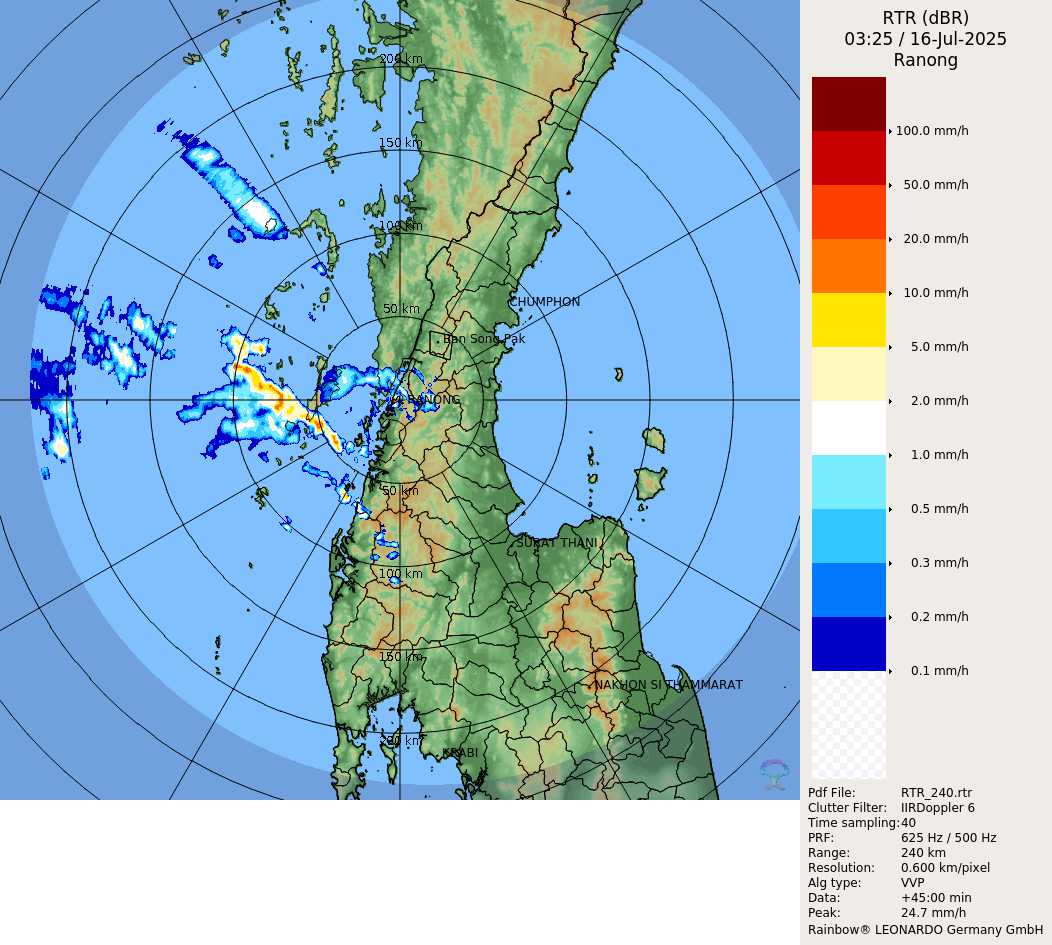 RTR (dBR)
03:25 / 16-Jul-2025
Ranong
200 km
150 km
100 km
50 km
CHUMPHON
Ban Song Pak
RANONG
50 km
SURAT THANI
100 km
150 km
NAKHON SI THAMMARAT
200 km
KRABI
100.0 mm/h
50.0 mm/h
20.0 mm/h
10.0 mm/h
5.0 mm/h
2.0 mm/h
1.0 mm/h
0.5 mm/h
0.3 mm/h
0.2 mm/h
0.1 mm/h
Pdf File: RTR_240.rtr
Clutter Filter: IIRDoppler 6
Time sampling: 40
PRF: 625 Hz / 500 Hz
Range: 240 km
Resolution: 0.600 km/pixel
Alg type: VVP
Data: +45:00 min
Peak: 24.7 mm/h
Rainbow® LEONARDO Germany GmbH